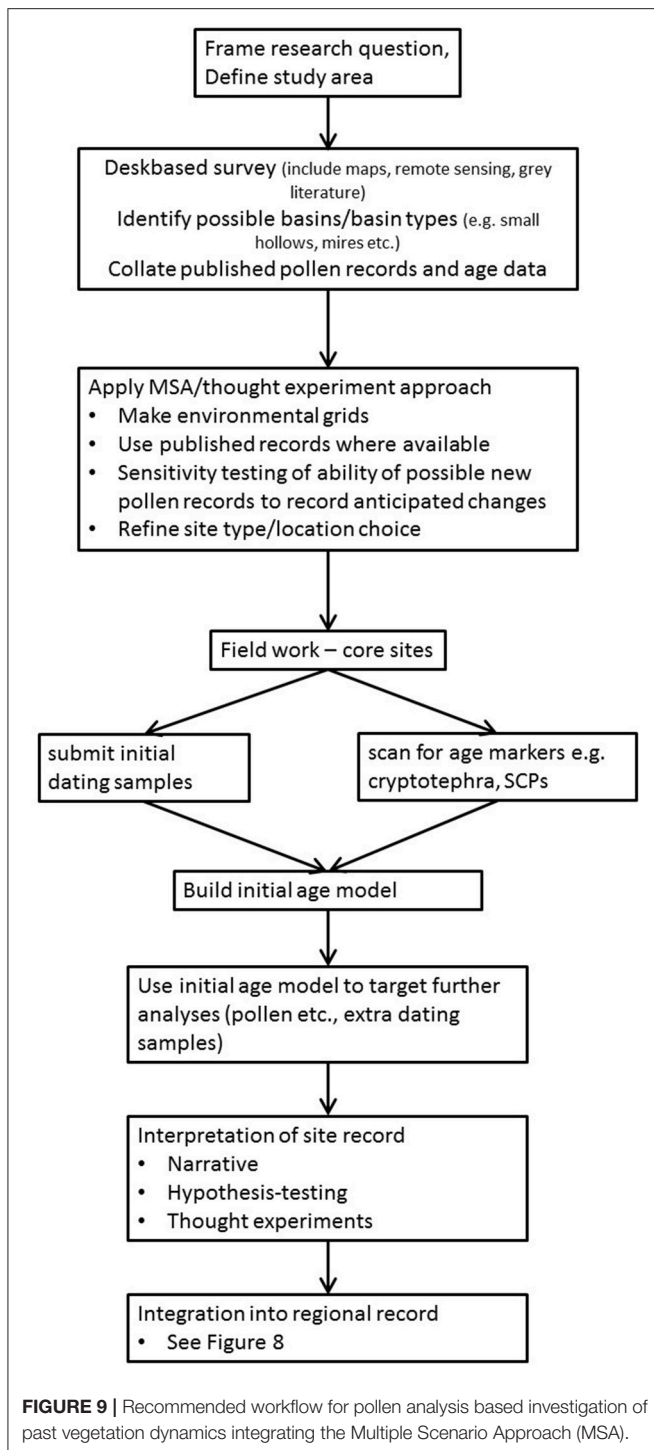 Frame research question,
Define study area
Deskbased survey (include maps, remote sensing, grey
literature)
Identify possible basins/basin types (e.g. small
hollows, mires etc.)
Collate published pollen records and age data
Apply MSA/thought experiment approach
• Make environmental grids
• Use published records where available
• Sensitivity testing of ability of possible new
pollen records to record anticipated changes
• Refine site type/location choice
Field work – core sites
submit initial
dating samples
scan for age markers e.g.
cryptotephra, SCPs
Build initial age model
Use initial age model to target further
analyses (pollen etc., extra dating
samples)
Interpretation of site record
• Narrative
• Hypothesis-testing
• Thought experiments
Integration into regional record
• See Figure 8
FIGURE 9 | Recommended workflow for pollen analysis based investigation of
past vegetation dynamics integrating the Multiple Scenario Approach (MSA).